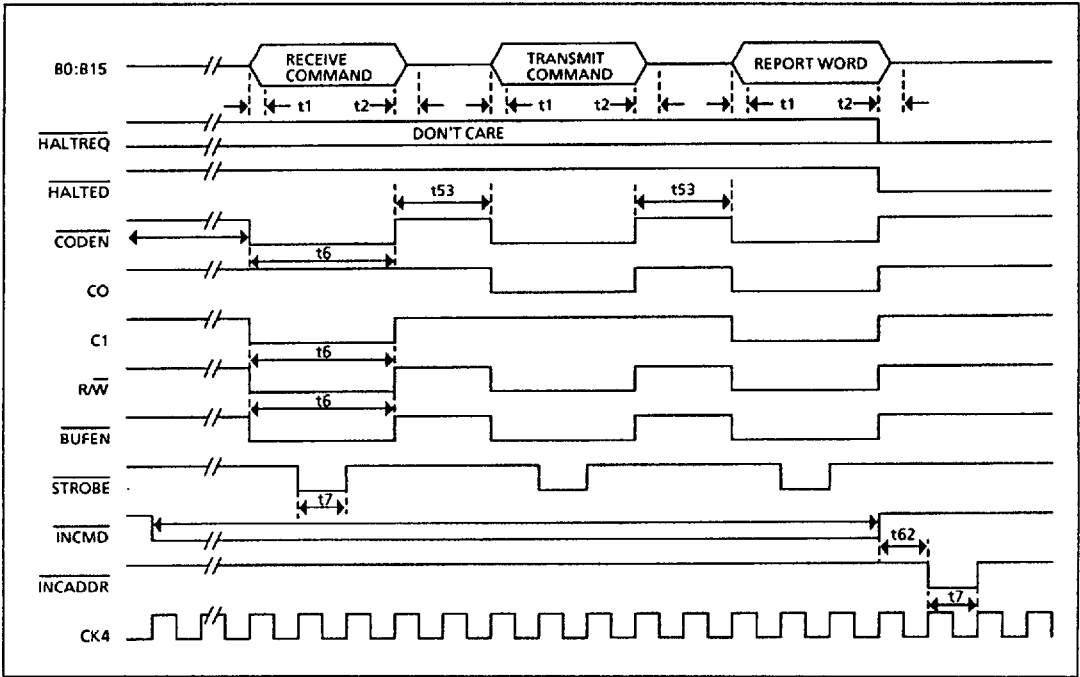 B0:B15
RECEIVE
COMMAND
TRANSMIT
COMMAND
REPORT WORD
t1 t2 t1 t2 t1 t2
HALTREQ
DON'T CARE
HALTED
t53 t53
CODEN
t6
CO
C1
t6
R/W
t6
BUFEN
STROBE
t7
INCMD
t62
INCADDR
t7
CK4